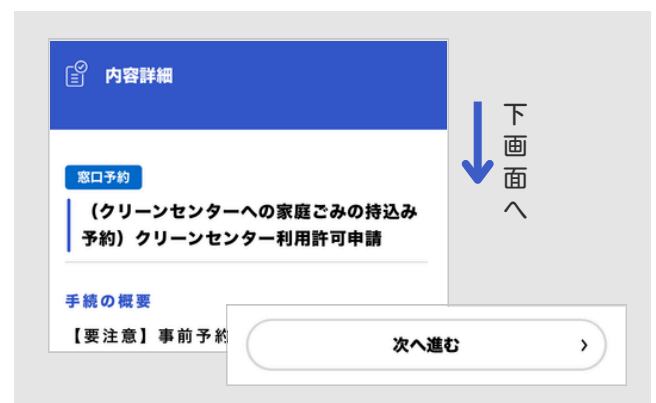 内容詳細
窓口予約
（クリーンセンターへの家庭ごみの持込み
予約）クリーンセンター利用許可申請
手続の概要
【要注意】事前予約
次へ進む
下画面へ